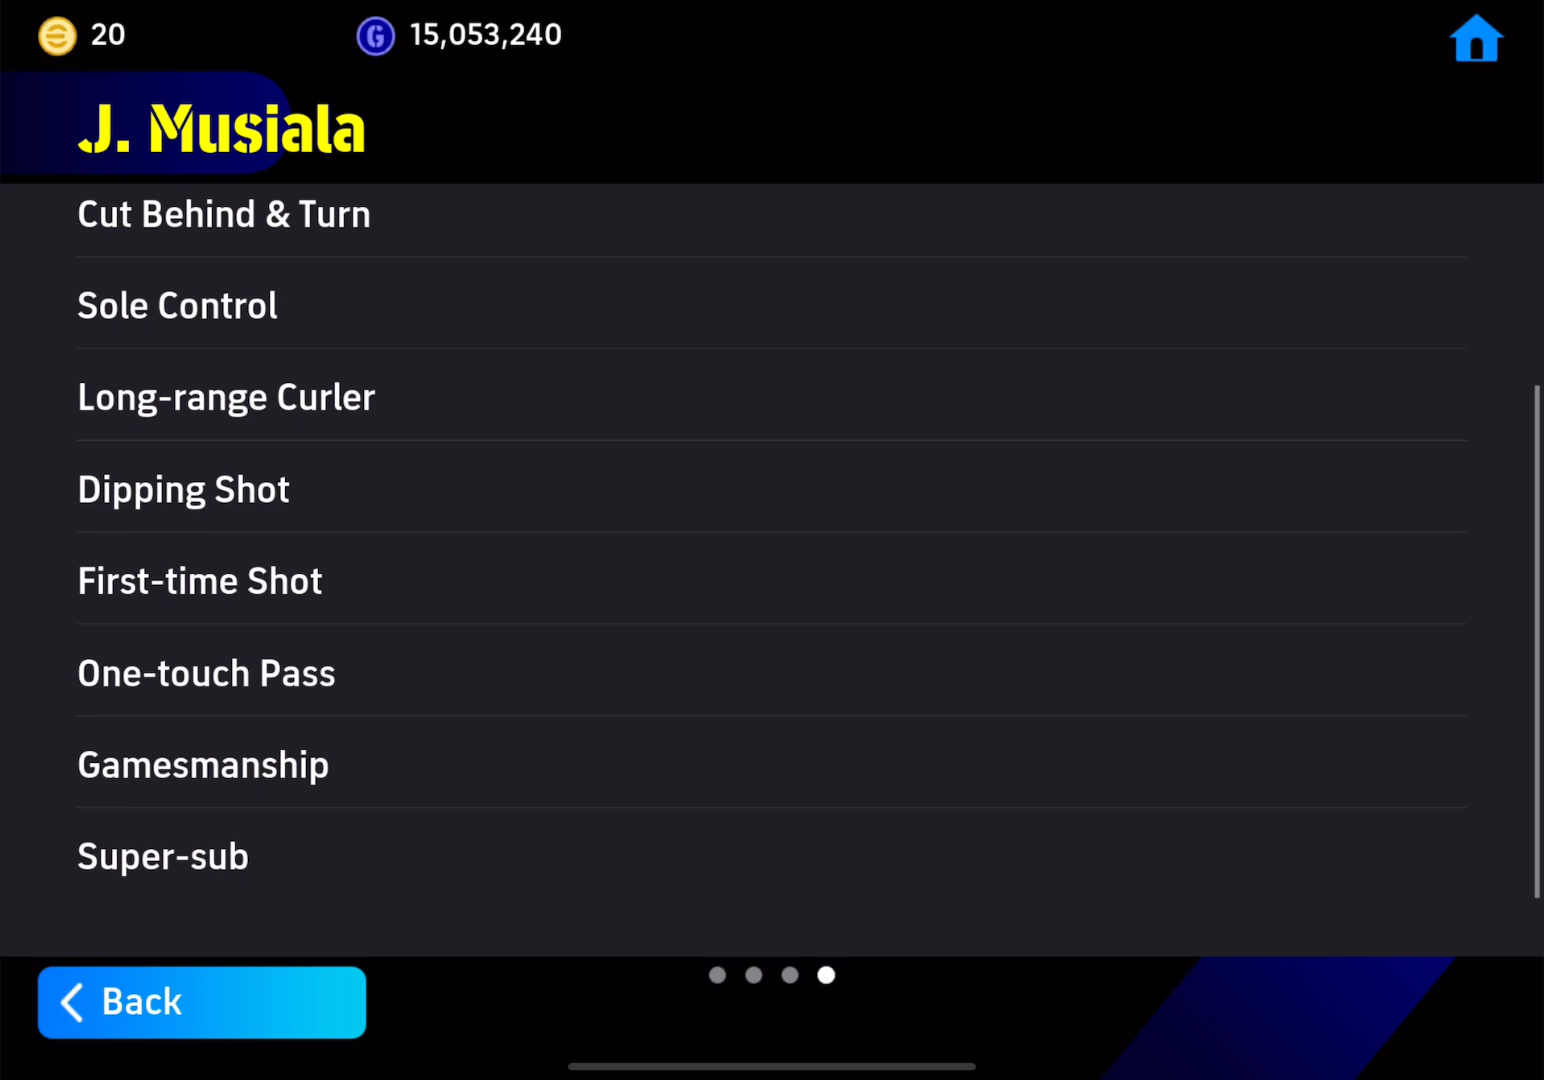 20
15,053,240
J. Musiala
Cut Behind & Turn
Sole Control
Long-range Curler
Dipping Shot
First-time Shot
One-touch Pass
Gamesmanship
Super-sub
Back